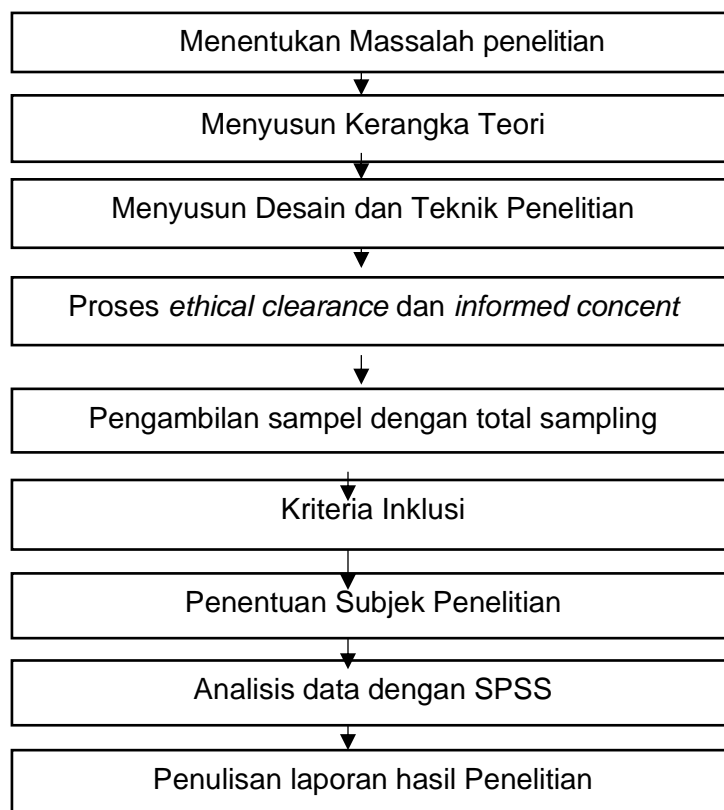 Menentukan Massalah penelitian
Menyusun Kerangka Teori
Menyusun Desain dan Teknik Penelitian
Proses ethical clearance dan informed concent
Pengambilan sampel dengan total sampling
Kriteria Inklusi
Penentuan Subjek Penelitian
Analisis data dengan SPSS
Penulisan laporan hasil Penelitian